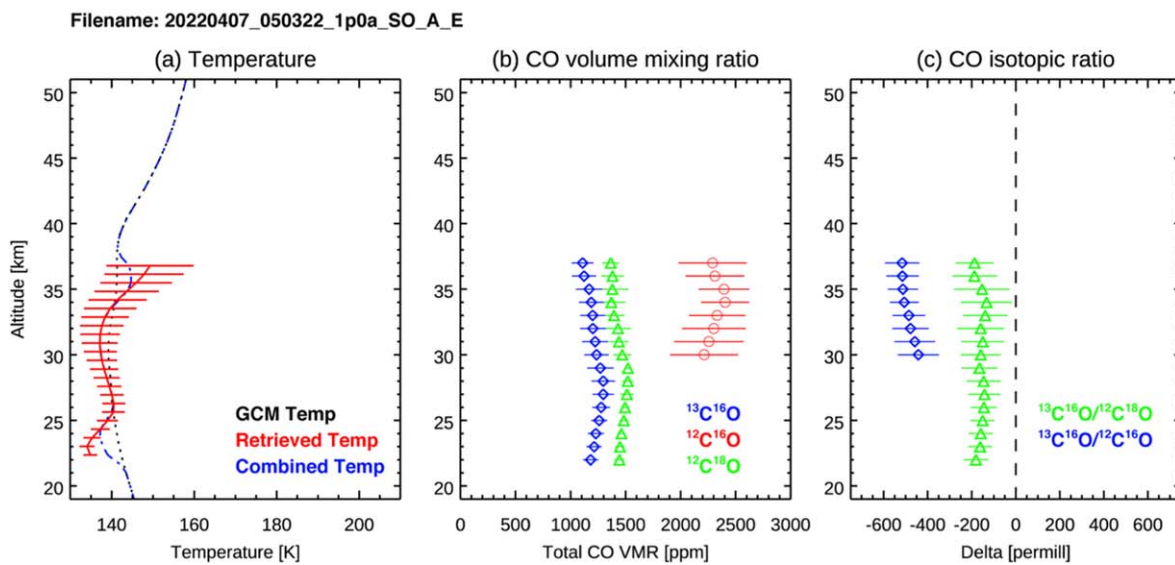 Filename: 20220407_050322_1p0a_SO_A_E
(a) Temperature
(b) CO volume mixing ratio
(c) CO isotopic ratio
Altitude [km]
50
45
40
35
30
25
20
GCM Temp
Retrieved Temp
Combined Temp
140 160 180 200
Temperature [K]
50
45
40
35
30
25
20
¹³C¹⁶O
¹²C¹⁶O
¹²C¹⁸O
0 500 1000 1500 2000 2500 3000
Total CO VMR [ppm]
50
45
40
35
30
25
20
¹³C¹⁶O/¹²C¹⁸O
¹³C¹⁶O/¹²C¹⁶O
-600 -400 -200 0 200 400 600
Delta [permill]